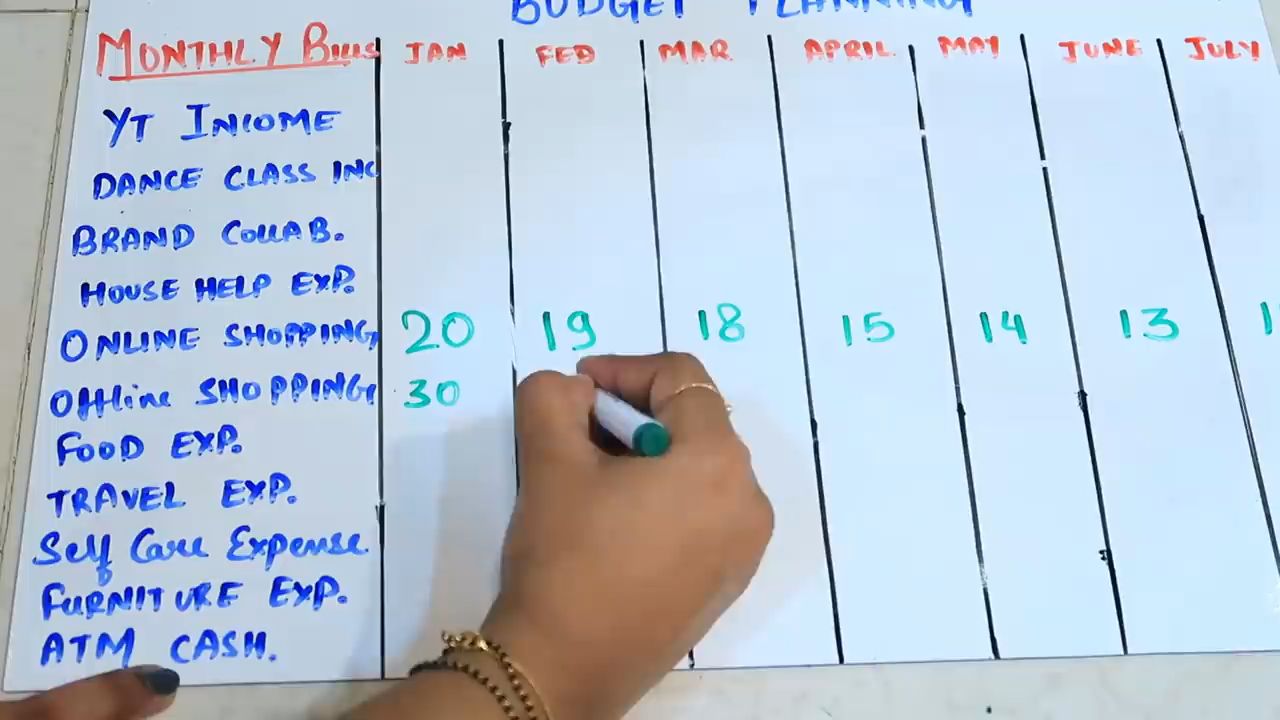 BUDGET PLANNING
MONTHLY Bills JAN FEB MAR APRIL MAY JUNE JULY
YT INCOME
DANCE CLASS INC
BRAND COLLAB.
HOUSE HELP EXP.
ONLINE SHOPPING 20 19 18 15 14 13 1
Offline SHOPPING 30
FOOD EXP.
TRAVEL EXP.
Self Care Expense
FURNITURE EXP.
ATM CASH.